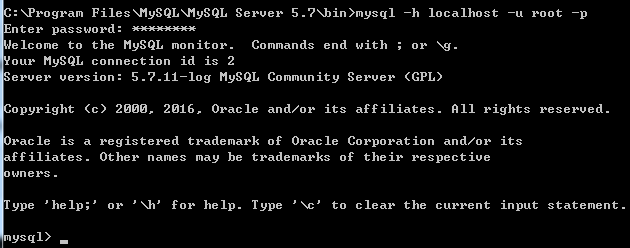 C:\Program Files\MySQL\MySQL Server 5.7\bin>mysql -h localhost -u root -p
Enter password: ********
Welcome to the MySQL monitor.  Commands end with ; or \g.
Your MySQL connection id is 2
Server version: 5.7.11-log MySQL Community Server (GPL)
Copyright (c) 2000, 2016, Oracle and/or its affiliates. All rights reserved.
Oracle is a registered trademark of Oracle Corporation and/or its
affiliates. Other names may be trademarks of their respective
owners.
Type 'help;' or '\h' for help. Type '\c' to clear the current input statement.
mysql> _